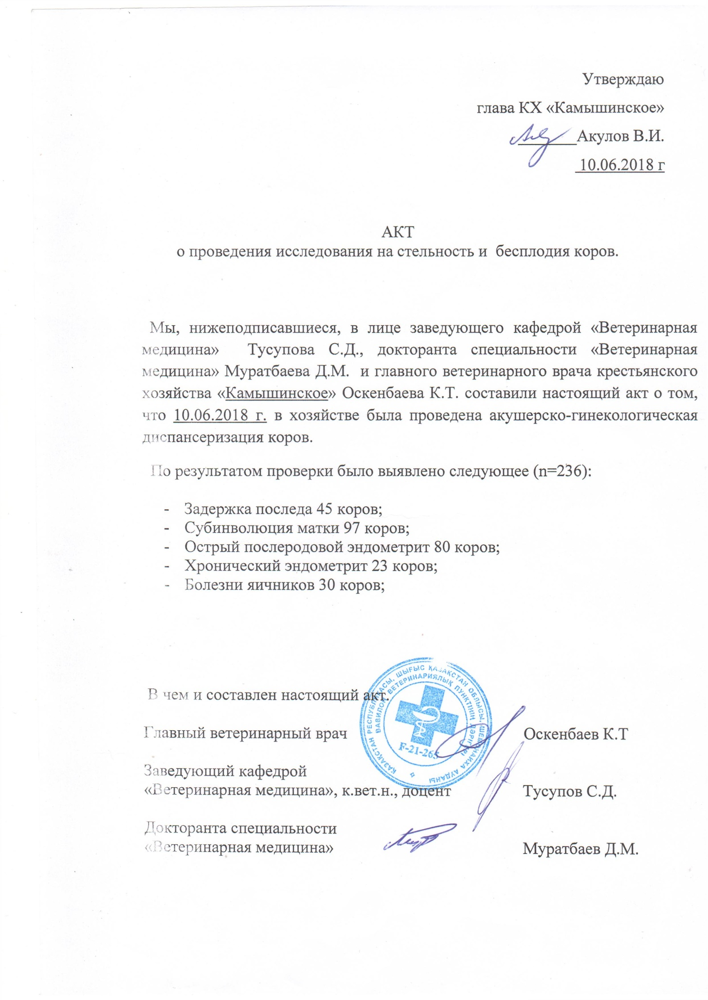 Утверждаю
глава КХ «Камышинское»
_______Акулов В.И.
10.06.2018 г
АКТ
о проведения исследования на стельность и бесплодия коров.
Мы, нижеподписавшиеся, в лице заведующего кафедрой «Ветеринарная
медицина» Тусупова С.Д., докторанта специальности «Ветеринарная
медицина» Муратбаева Д.М. и главного ветеринарного врача крестьянского
хозяйства «Камышинское» Оскенбаева К.Т. составили настоящий акт о том,
что 10.06.2018 г. в хозяйстве была проведена акушерско-гинекологическая
диспансеризация коров.
По результатом проверки было выявлено следующее (n=236):
- Задержка последа 45 коров;
- Субинволюция матки 97 коров;
- Острый послеродовой эндометрит 80 коров;
- Хронический эндометрит 23 коров;
- Болезни яичников 30 коров;
В чем и составлен настоящий акт.
ҚАЗАҚСТАН РЕСПУБЛИКАСЫ, ШЫҒЫС ҚАЗАҚСТАН ОБЛЫСЫ, ШЕМОНАИХА АУДАНЫ
ВАВИЛОН ВЕТЕРИНАРИЯЛЫҚ ПУНКТІНІҢ ДӘРІГЕРІ
F-21-265
Главный ветеринарный врач Оскенбаев К.Т
Заведующий кафедрой
«Ветеринарная медицина», к.вет.н., доцент Тусупов С.Д.
Докторанта специальности
«Ветеринарная медицина» Муратбаев Д.М.